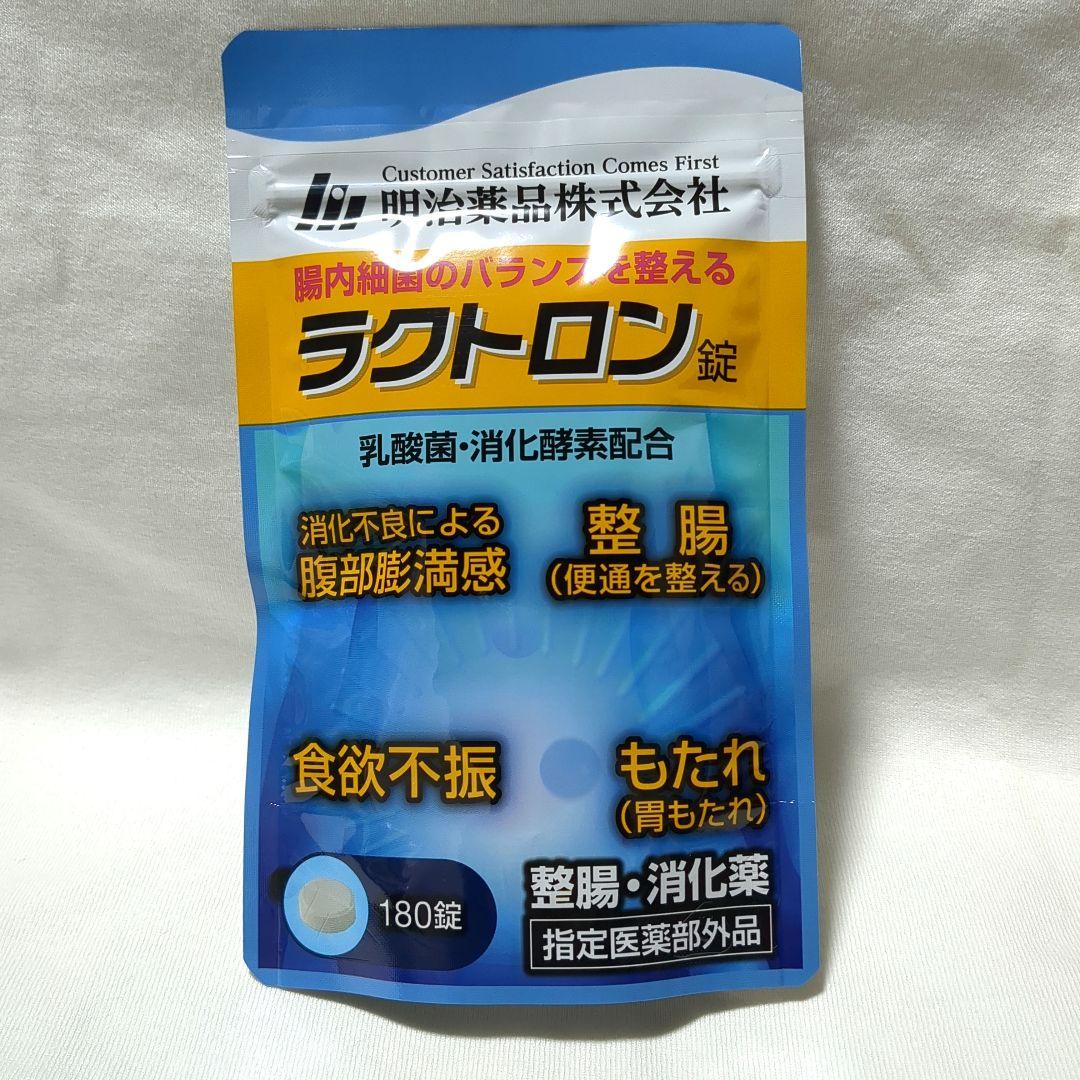 Customer Satisfaction Comes First
明治薬品株式会社
腸内細菌のバランスを整える
ラクトロン錠
乳酸菌・消化酵素配合
消化不良による
腹部膨満感
整腸
(便通を整える)
食欲不振
もたれ
(胃もたれ)
180錠
整腸・消化薬
指定医薬部外品